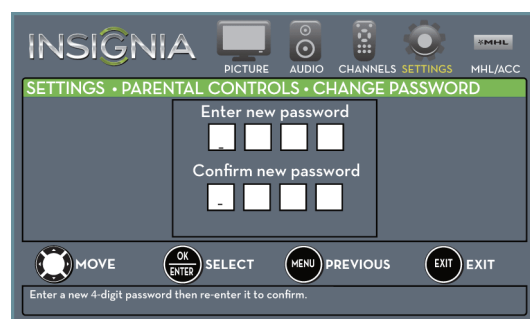 INSIGNIA
PICTURE AUDIO CHANNELS SETTINGS MHL/ACC
MHL
SETTINGS • PARENTAL CONTROLS • CHANGE PASSWORD
Enter new password
_
Confirm new password
_
MOVE OK ENTER SELECT MENU PREVIOUS EXIT EXIT
Enter a new 4-digit password then re-enter it to confirm.